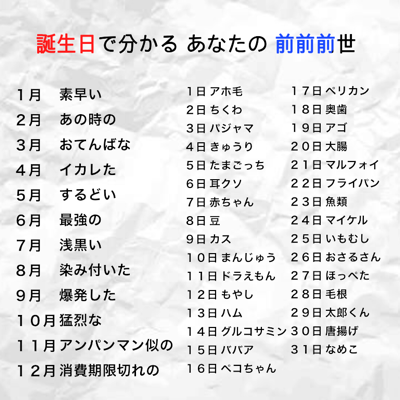 誕生日で分かる あなたの 前前前世
1月 素早い
2月 あの時の
3月 おてんばな
4月 イカした
5月 するどい
6月 最強の
7月 浅黒い
8月 染み付いた
9月 爆発した
10月猛烈な
11月アンパンマン似の
12月消費期限切れの
1日アホ毛
2日ちくわ
3日パジャマ
4日きゅうり
5日たまごっち
6日耳クソ
7日赤ちゃん
8日豆
9日カス
10日まんじゅう
11日ドラえもん
12日もやし
13日ハム
14日グルコサミン
15日ババア
16日ペコちゃん
17日ペリカン
18日奥歯
19日アゴ
20日大腸
21日マルフォイ
22日フライパン
23日魚類
24日マイケル
25日いもむし
26日おさるさん
27日ほっぺた
28日毛根
29日太郎くん
30日唐揚げ
31日なめこ